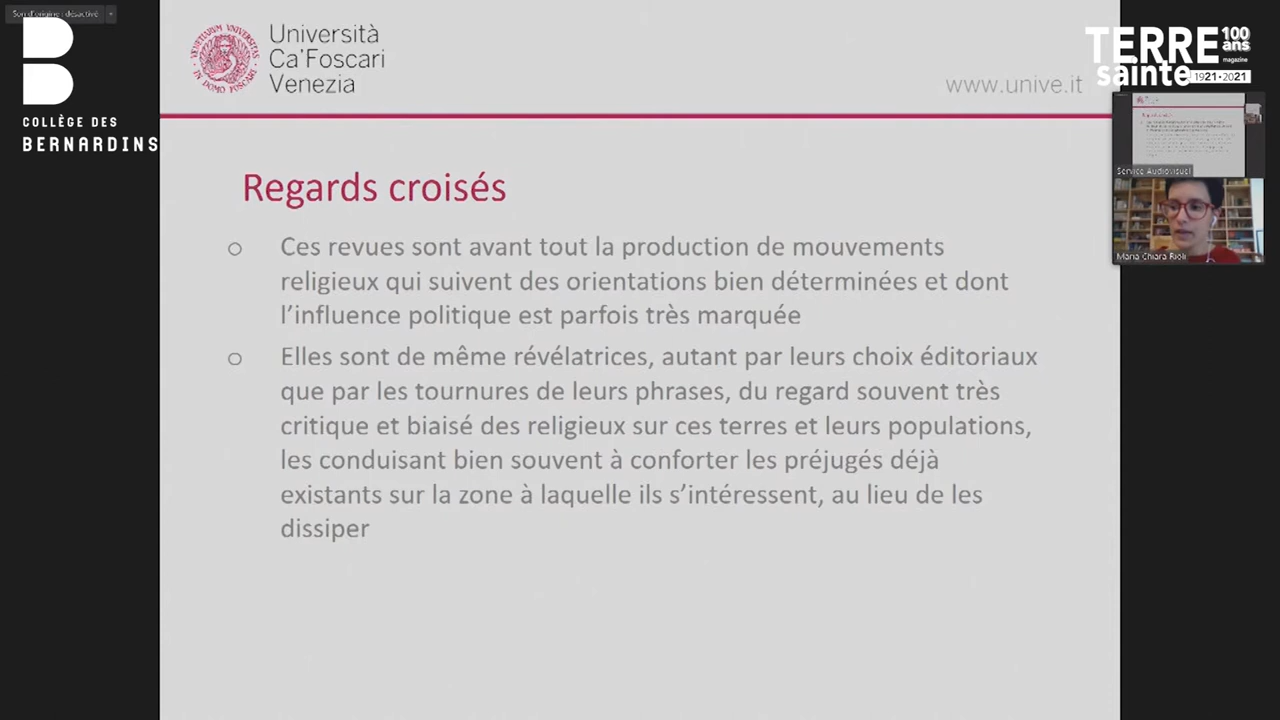 Son d'origine : désactivé
COLLÈGE DES
BERNARDINS
Università
Ca'Foscari
Venezia
www.unive.it
TERRE
sainte
100
ans
magazine
1921•2021
Service Audiovisuel
Maria Chiara Rioli
Regards croisés
Ces revues sont avant tout la production de mouvements
religieux qui suivent des orientations bien déterminées et dont
l'influence politique est parfois très marquée
Elles sont de même révélatrices, autant par leurs choix éditoriaux
que par les tournures de leurs phrases, du regard souvent très
critique et biaisé des religieux sur ces terres et leurs populations,
les conduisant bien souvent à conforter les préjugés déjà
existants sur la zone à laquelle ils s'intéressent, au lieu de les
dissiper